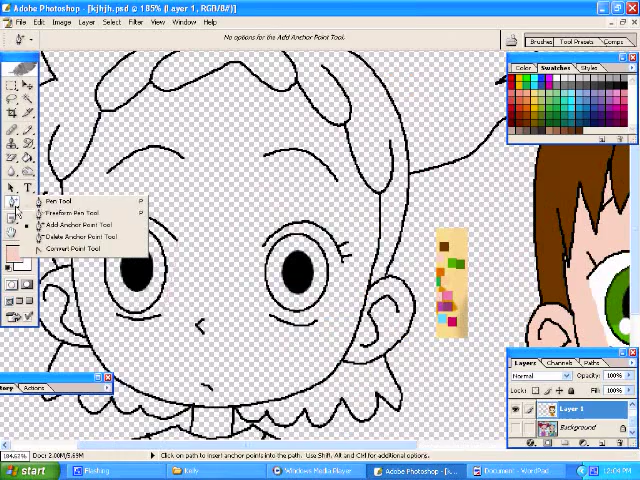 Adobe Photoshop - [kjhjh.psd @ 185% (Layer 1, RGB/8#)]
File Edit Image Layer Select Filter View Window Help
No options for the Add Anchor Point Tool.
Brushes Tool Presets Comps
Color Swatches Styles
Pen Tool P
Freeform Pen Tool P
Add Anchor Point Tool
Delete Anchor Point Tool
Convert Point Tool
T
tory Actions
Layers Channels Paths
Normal Opacity: 100%
Lock: Fill: 100%
Layer 1
Background
Doc: 2.00M/5.69M Click on path to insert anchor points into the path. Use Shift, Alt, and Ctrl for additional options.
start Flashing Kelly Windows Media Player Adobe Photoshop - [k... Document - WordPad 12:04 PM